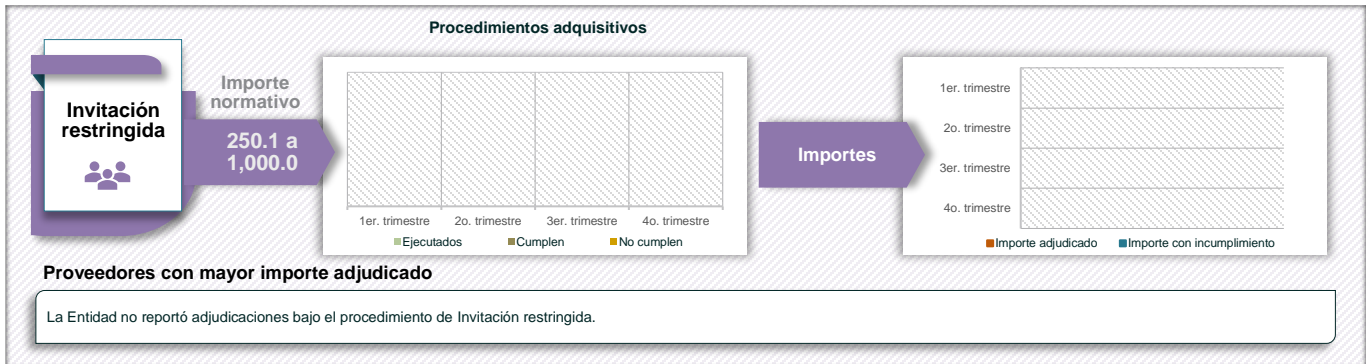 Procedimientos adquisitivos
Invitación
restringida
Importe
normativo
250.1 a
1,000.0
1er. trimestre
2o. trimestre
3er. trimestre
4o. trimestre
Ejecutados
Cumplen
No cumplen
Importes
1er. trimestre
2o. trimestre
3er. trimestre
4o. trimestre
Importe adjudicado
Importe con incumplimiento
Proveedores con mayor importe adjudicado
La Entidad no reportó adjudicaciones bajo el procedimiento de Invitación restringida.